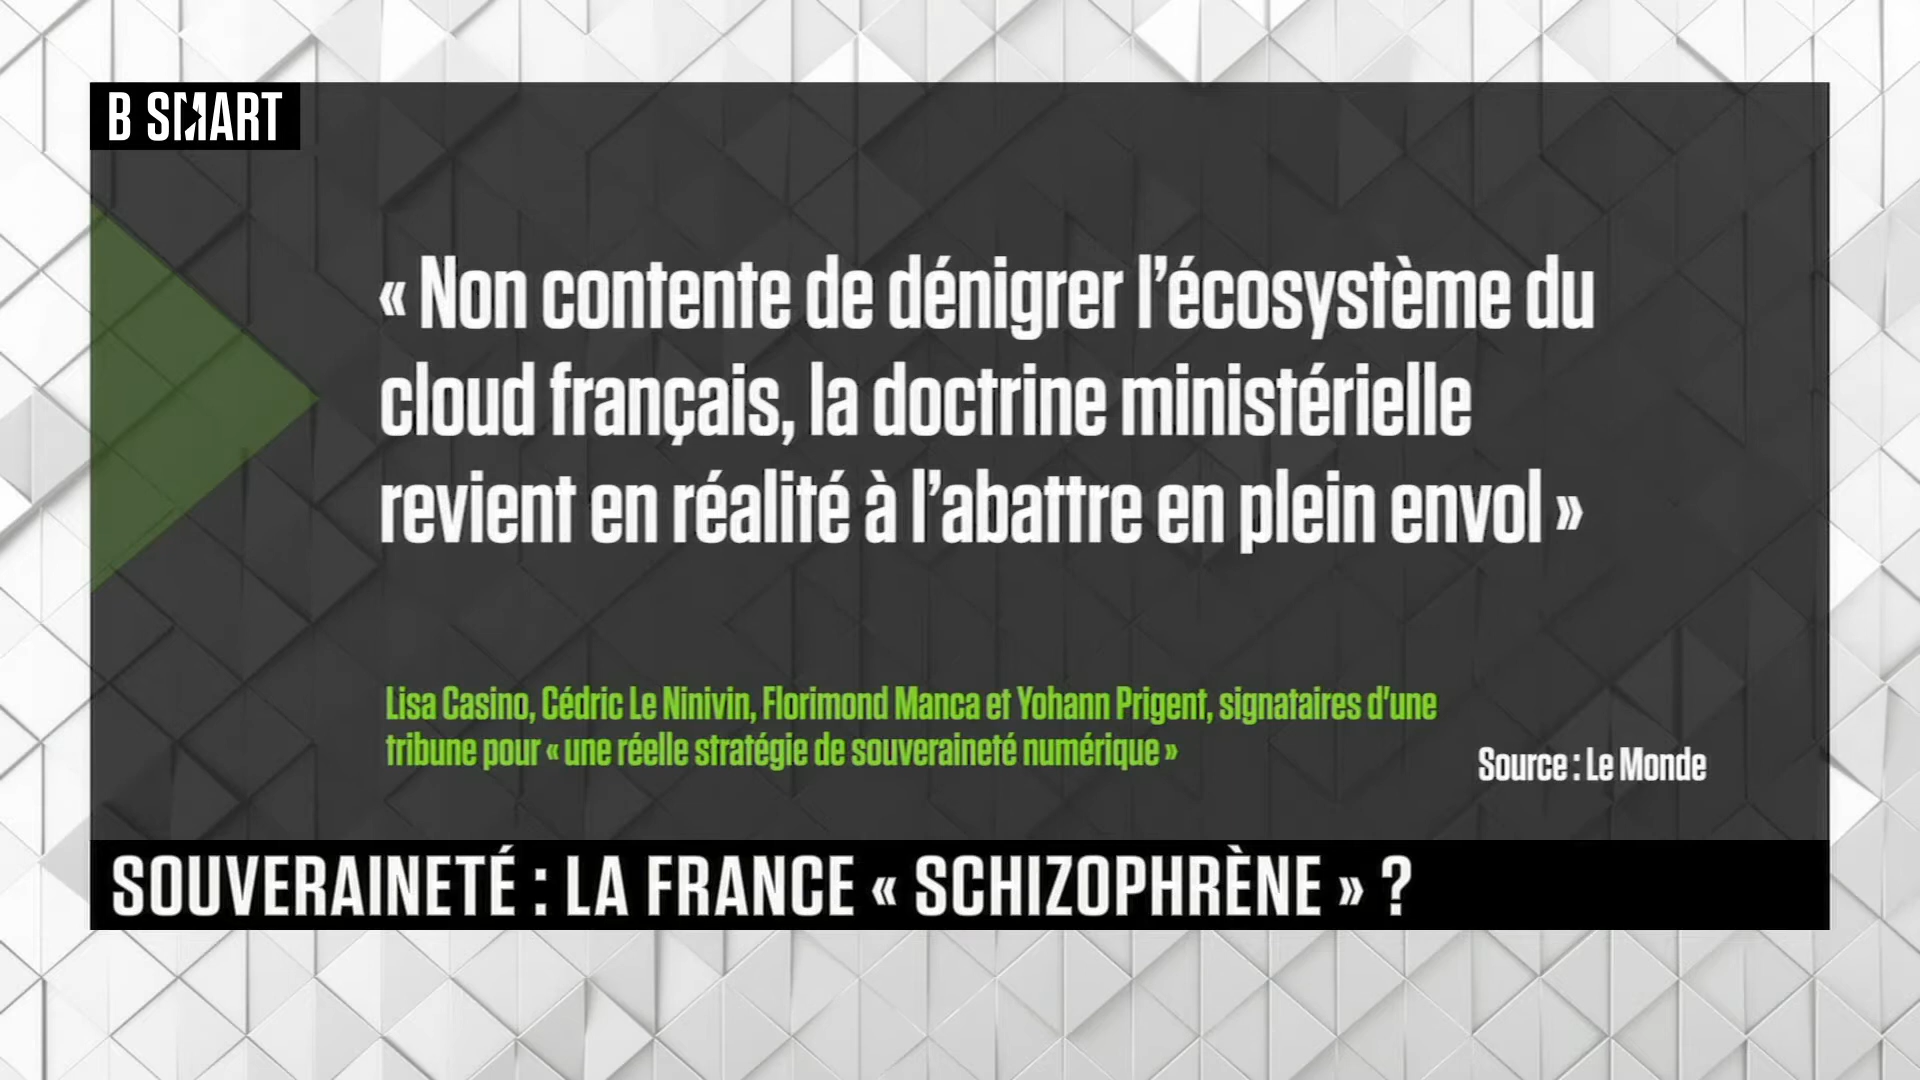 B SMART
« Non contente de dénigrer l’écosystème du
cloud français, la doctrine ministérielle
revient en réalité à l’abattre en plein envol »
Lisa Casino, Cédric Le Ninivin, Florimond Manca et Yohann Prigent, signataires d'une
tribune pour « une réelle stratégie de souveraineté numérique »
Source : Le Monde
SOUVERAINETÉ : LA FRANCE « SCHIZOPHRÈNE » ?